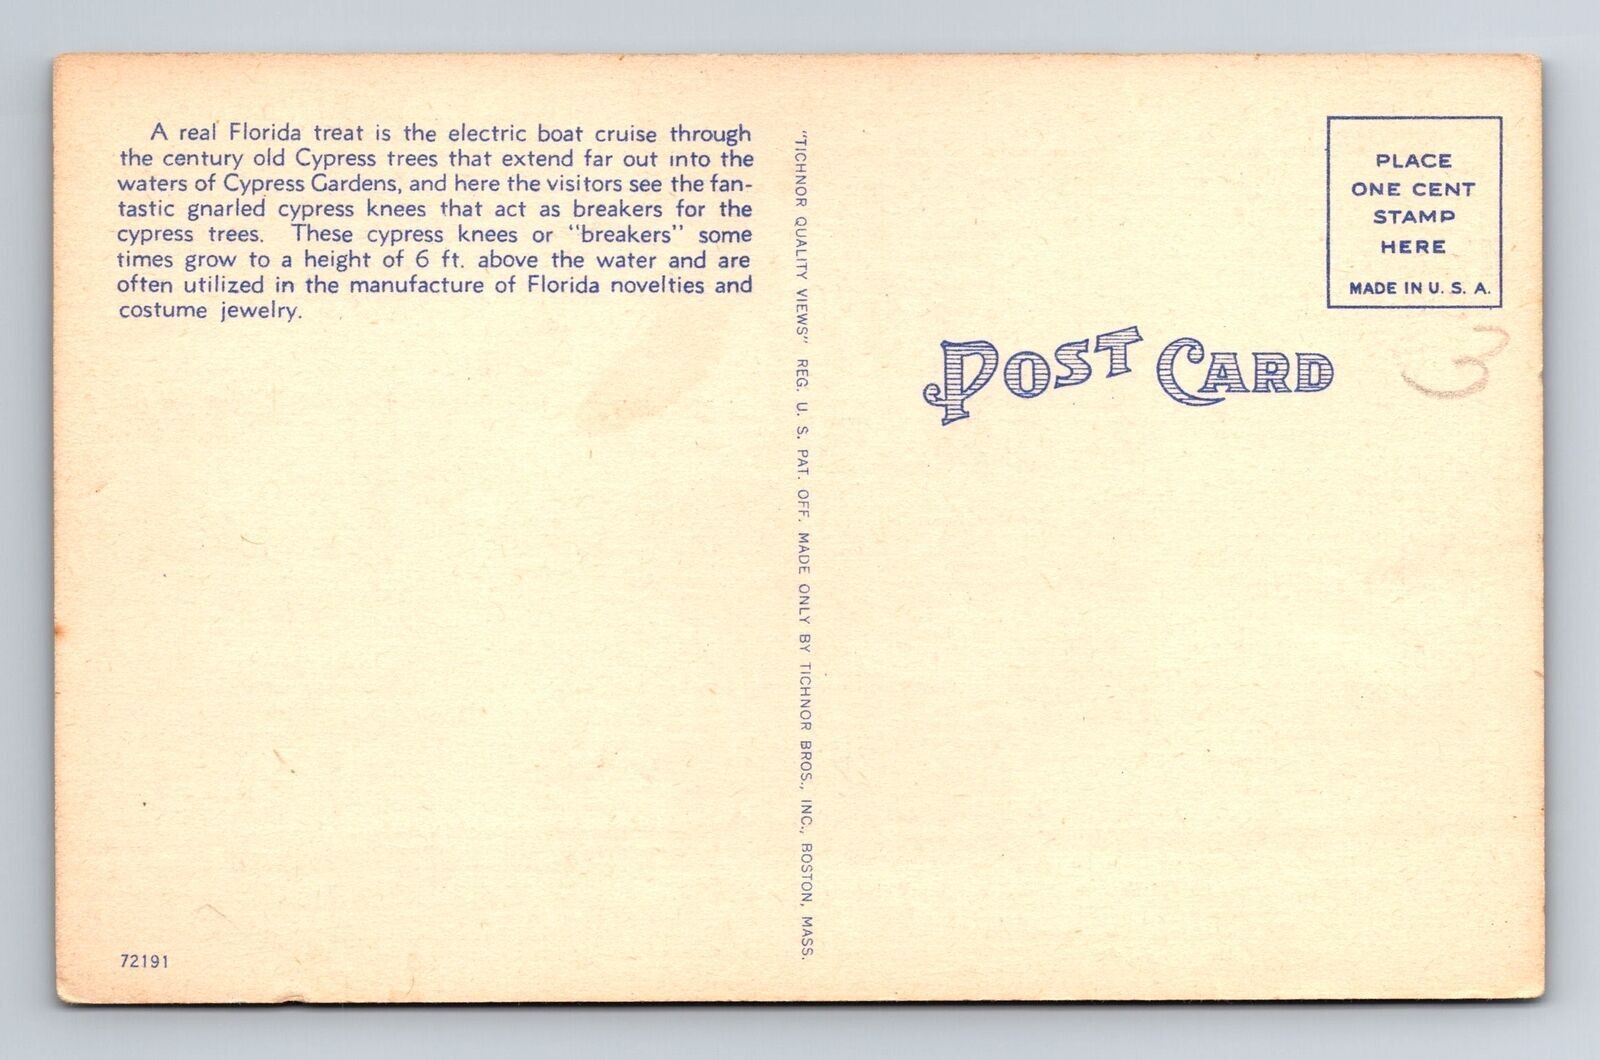 A real Florida treat is the electric boat cruise through
the century old Cypress trees that extend far out into the
waters of Cypress Gardens, and here the visitors see the fan-
tastic gnarled cypress knees that act as breakers for the
cypress trees. These cypress knees or "breakers" some
times grow to a height of 6 ft. above the water and are
often utilized in the manufacture of Florida novelties and
costume jewelry.
72191
"TICHNOR QUALITY VIEWS" REG. U. S. PAT. OFF. MADE ONLY BY TICHNOR BROS., INC., BOSTON, MASS.
PLACE
ONE CENT
STAMP
HERE
MADE IN U. S. A.
POST CARD
3